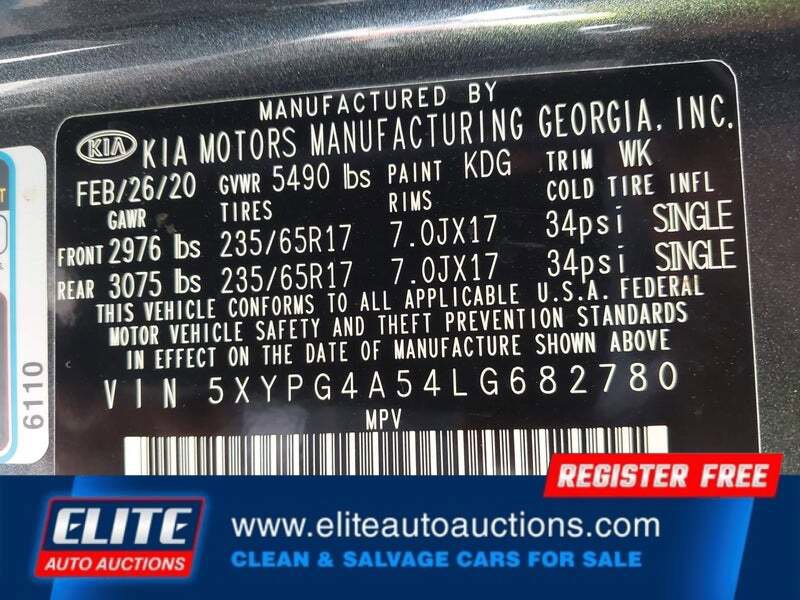 MANUFACTURED BY
KIA KIA MOTORS MANUFACTURING GEORGIA, INC.
FEB/26/20 GVWR 5490 lbs PAINT KDG TRIM WK
GAWR TIRES RIMS COLD TIRE INFL
FRONT 2976 lbs 235/65R17 7.0JX17 34psi SINGLE
REAR 3075 lbs 235/65R17 7.0JX17 34psi SINGLE
THIS VEHICLE CONFORMS TO ALL APPLICABLE U.S.A. FEDERAL
MOTOR VEHICLE SAFETY AND THEFT PREVENTION STANDARDS
IN EFFECT ON THE DATE OF MANUFACTURE SHOWN ABOVE
VIN 5XYPG4A54LG682780
MPV
6110
REGISTER FREE
ELITE
AUTO AUCTIONS
www.eliteautoauctions.com
CLEAN & SALVAGE CARS FOR SALE